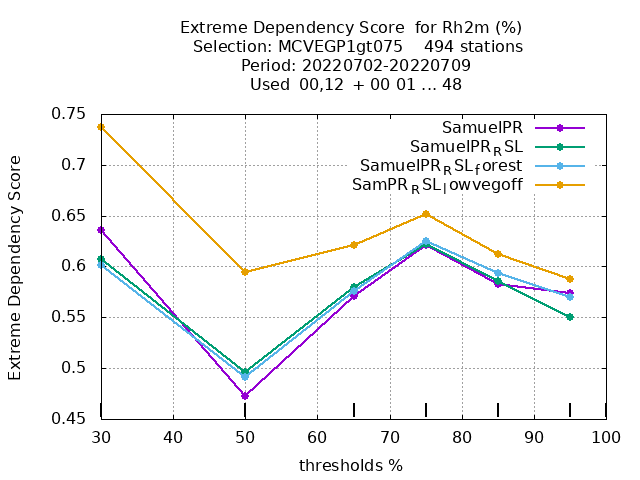 Extreme Dependency Score for Rh2m (%)
Selection: MCVEGP1gt075 494 stations
Period: 20220702-20220709
Used 00,12 + 00 01 ... 48
SamuelPR
SamuelPR_RSL
SamuelPR_RSL_forest
SamPR_RSL_lowvegoff
Extreme Dependency Score
0.75
0.7
0.65
0.6
0.55
0.5
0.45
30 40 50 60 70 80 90 100
thresholds %